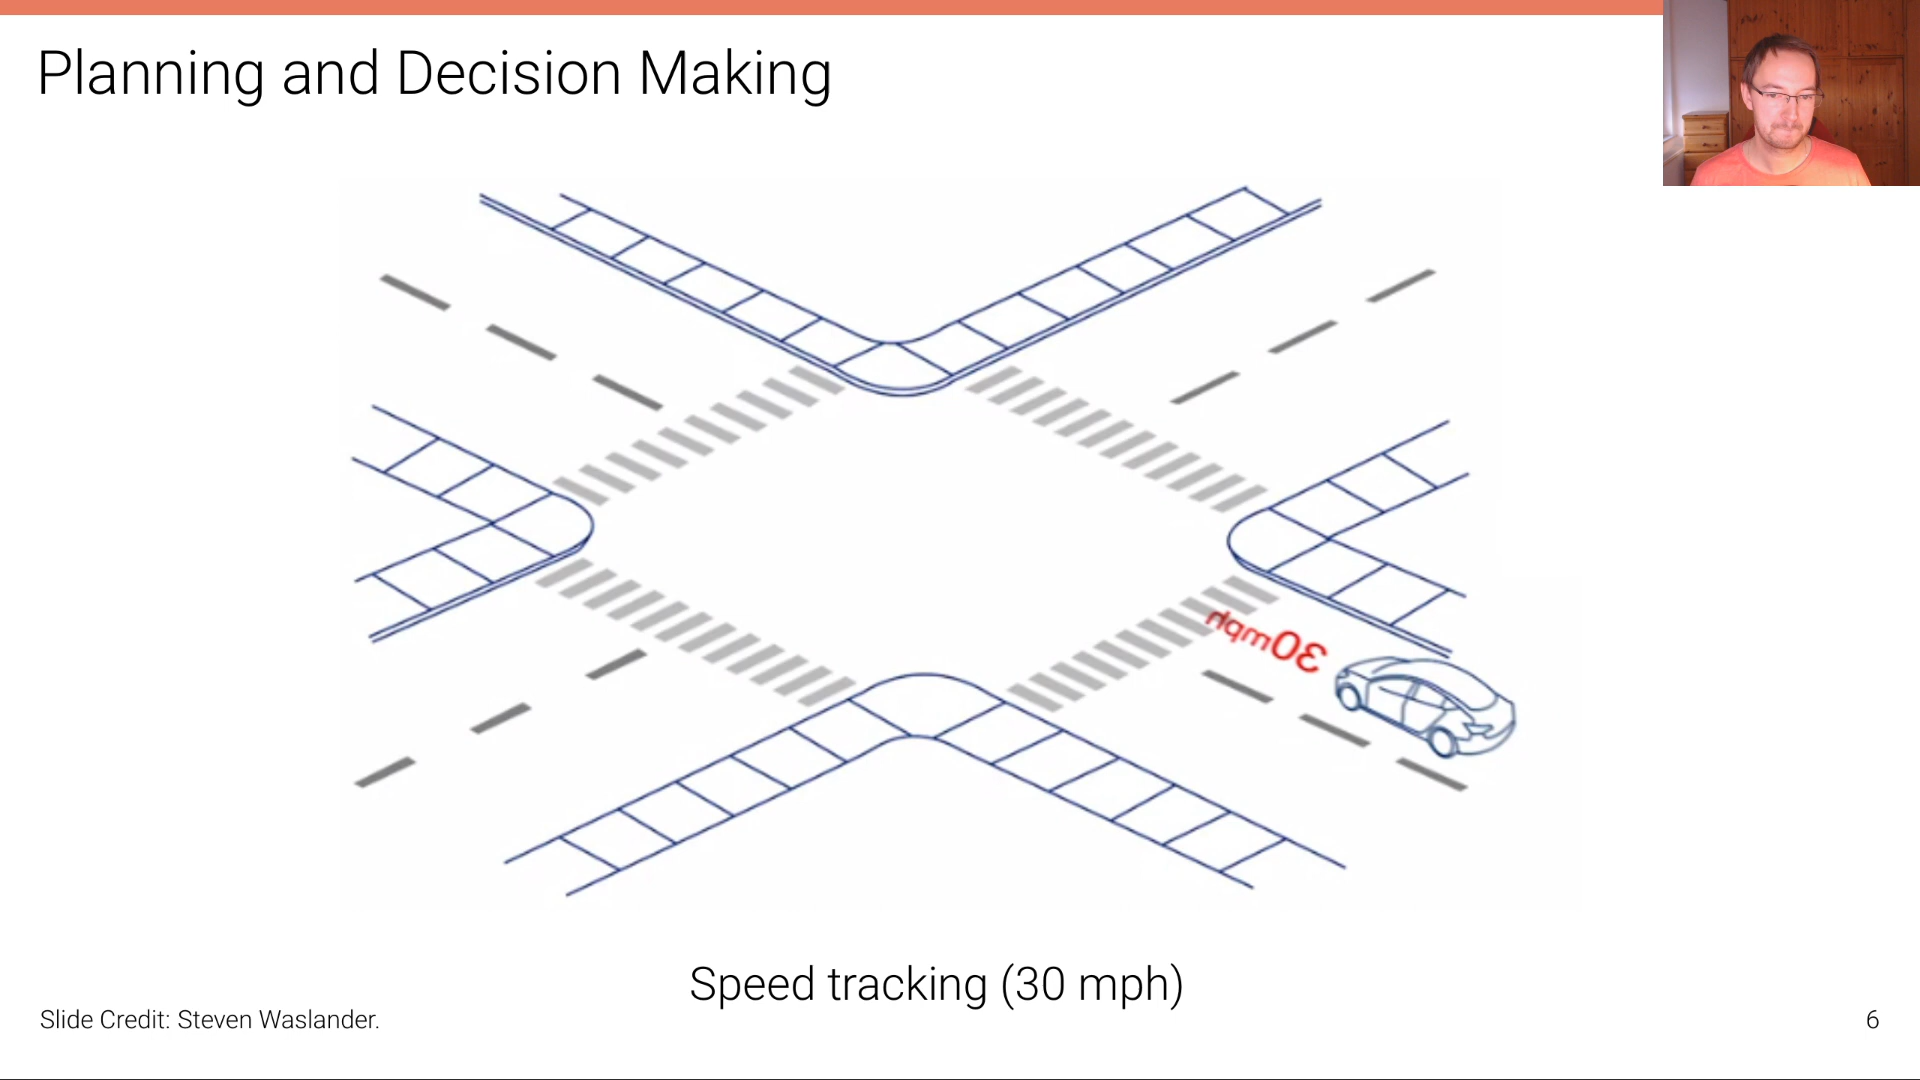 Planning and Decision Making
30mph
Speed tracking (30 mph)
Slide Credit: Steven Waslander.
6